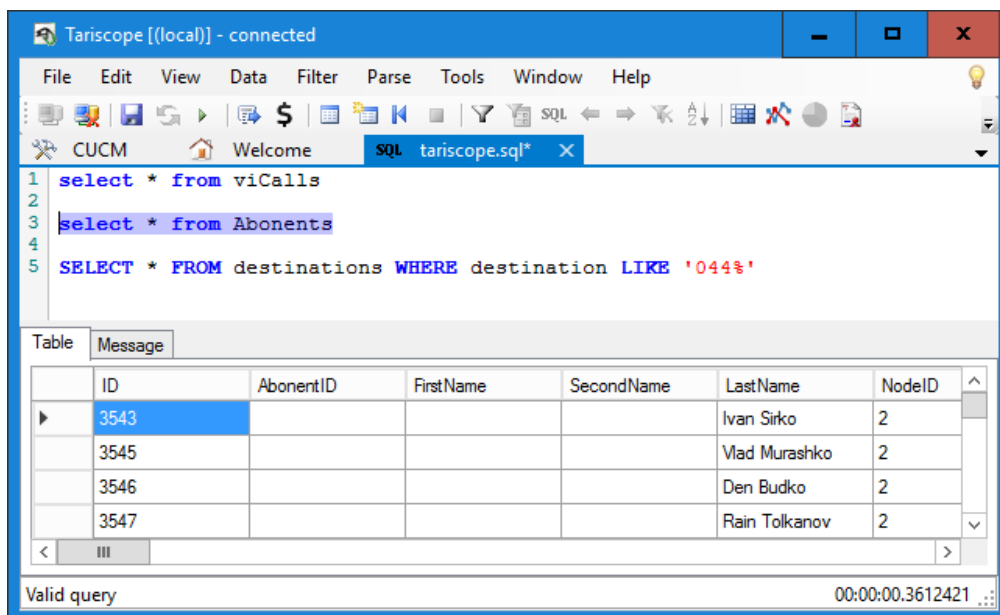 Tariscope [(local)] - connected
File Edit View Data Filter Parse Tools Window Help
$ SQL
CUCM Welcome SQL tariscope.sql*
1 select * from viCalls
2
3 select * from Abonents
4
5 SELECT * FROM destinations WHERE destination LIKE '044%'
Table Message
ID AbonentID FirstName SecondName LastName NodeID
3543 Ivan Sirko 2
3545 Vlad Murashko 2
3546 Den Budko 2
3547 Rain Tolkanov 2
Valid query 00:00:00.3612421